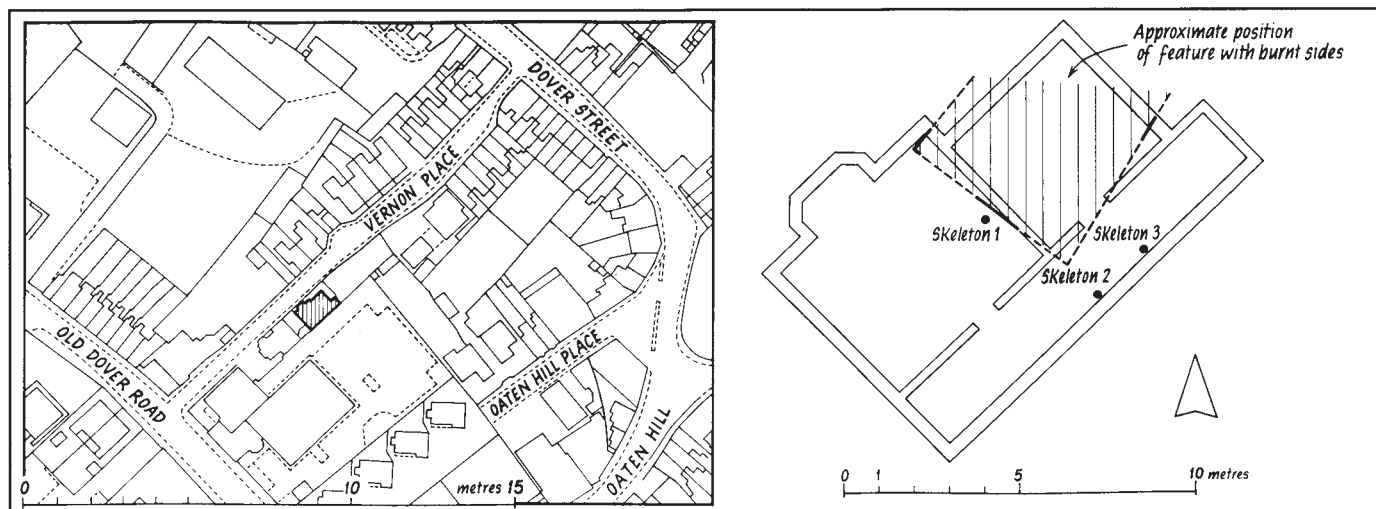 DOVER STREET
VERNON PLACE
OLD DOVER ROAD
OATEN HILL PLACE
OATEN HILL
0 10 metres 15
Approximate position
of feature with burnt sides
Skeleton 1
Skeleton 3
Skeleton 2
0 1 5 10 metres